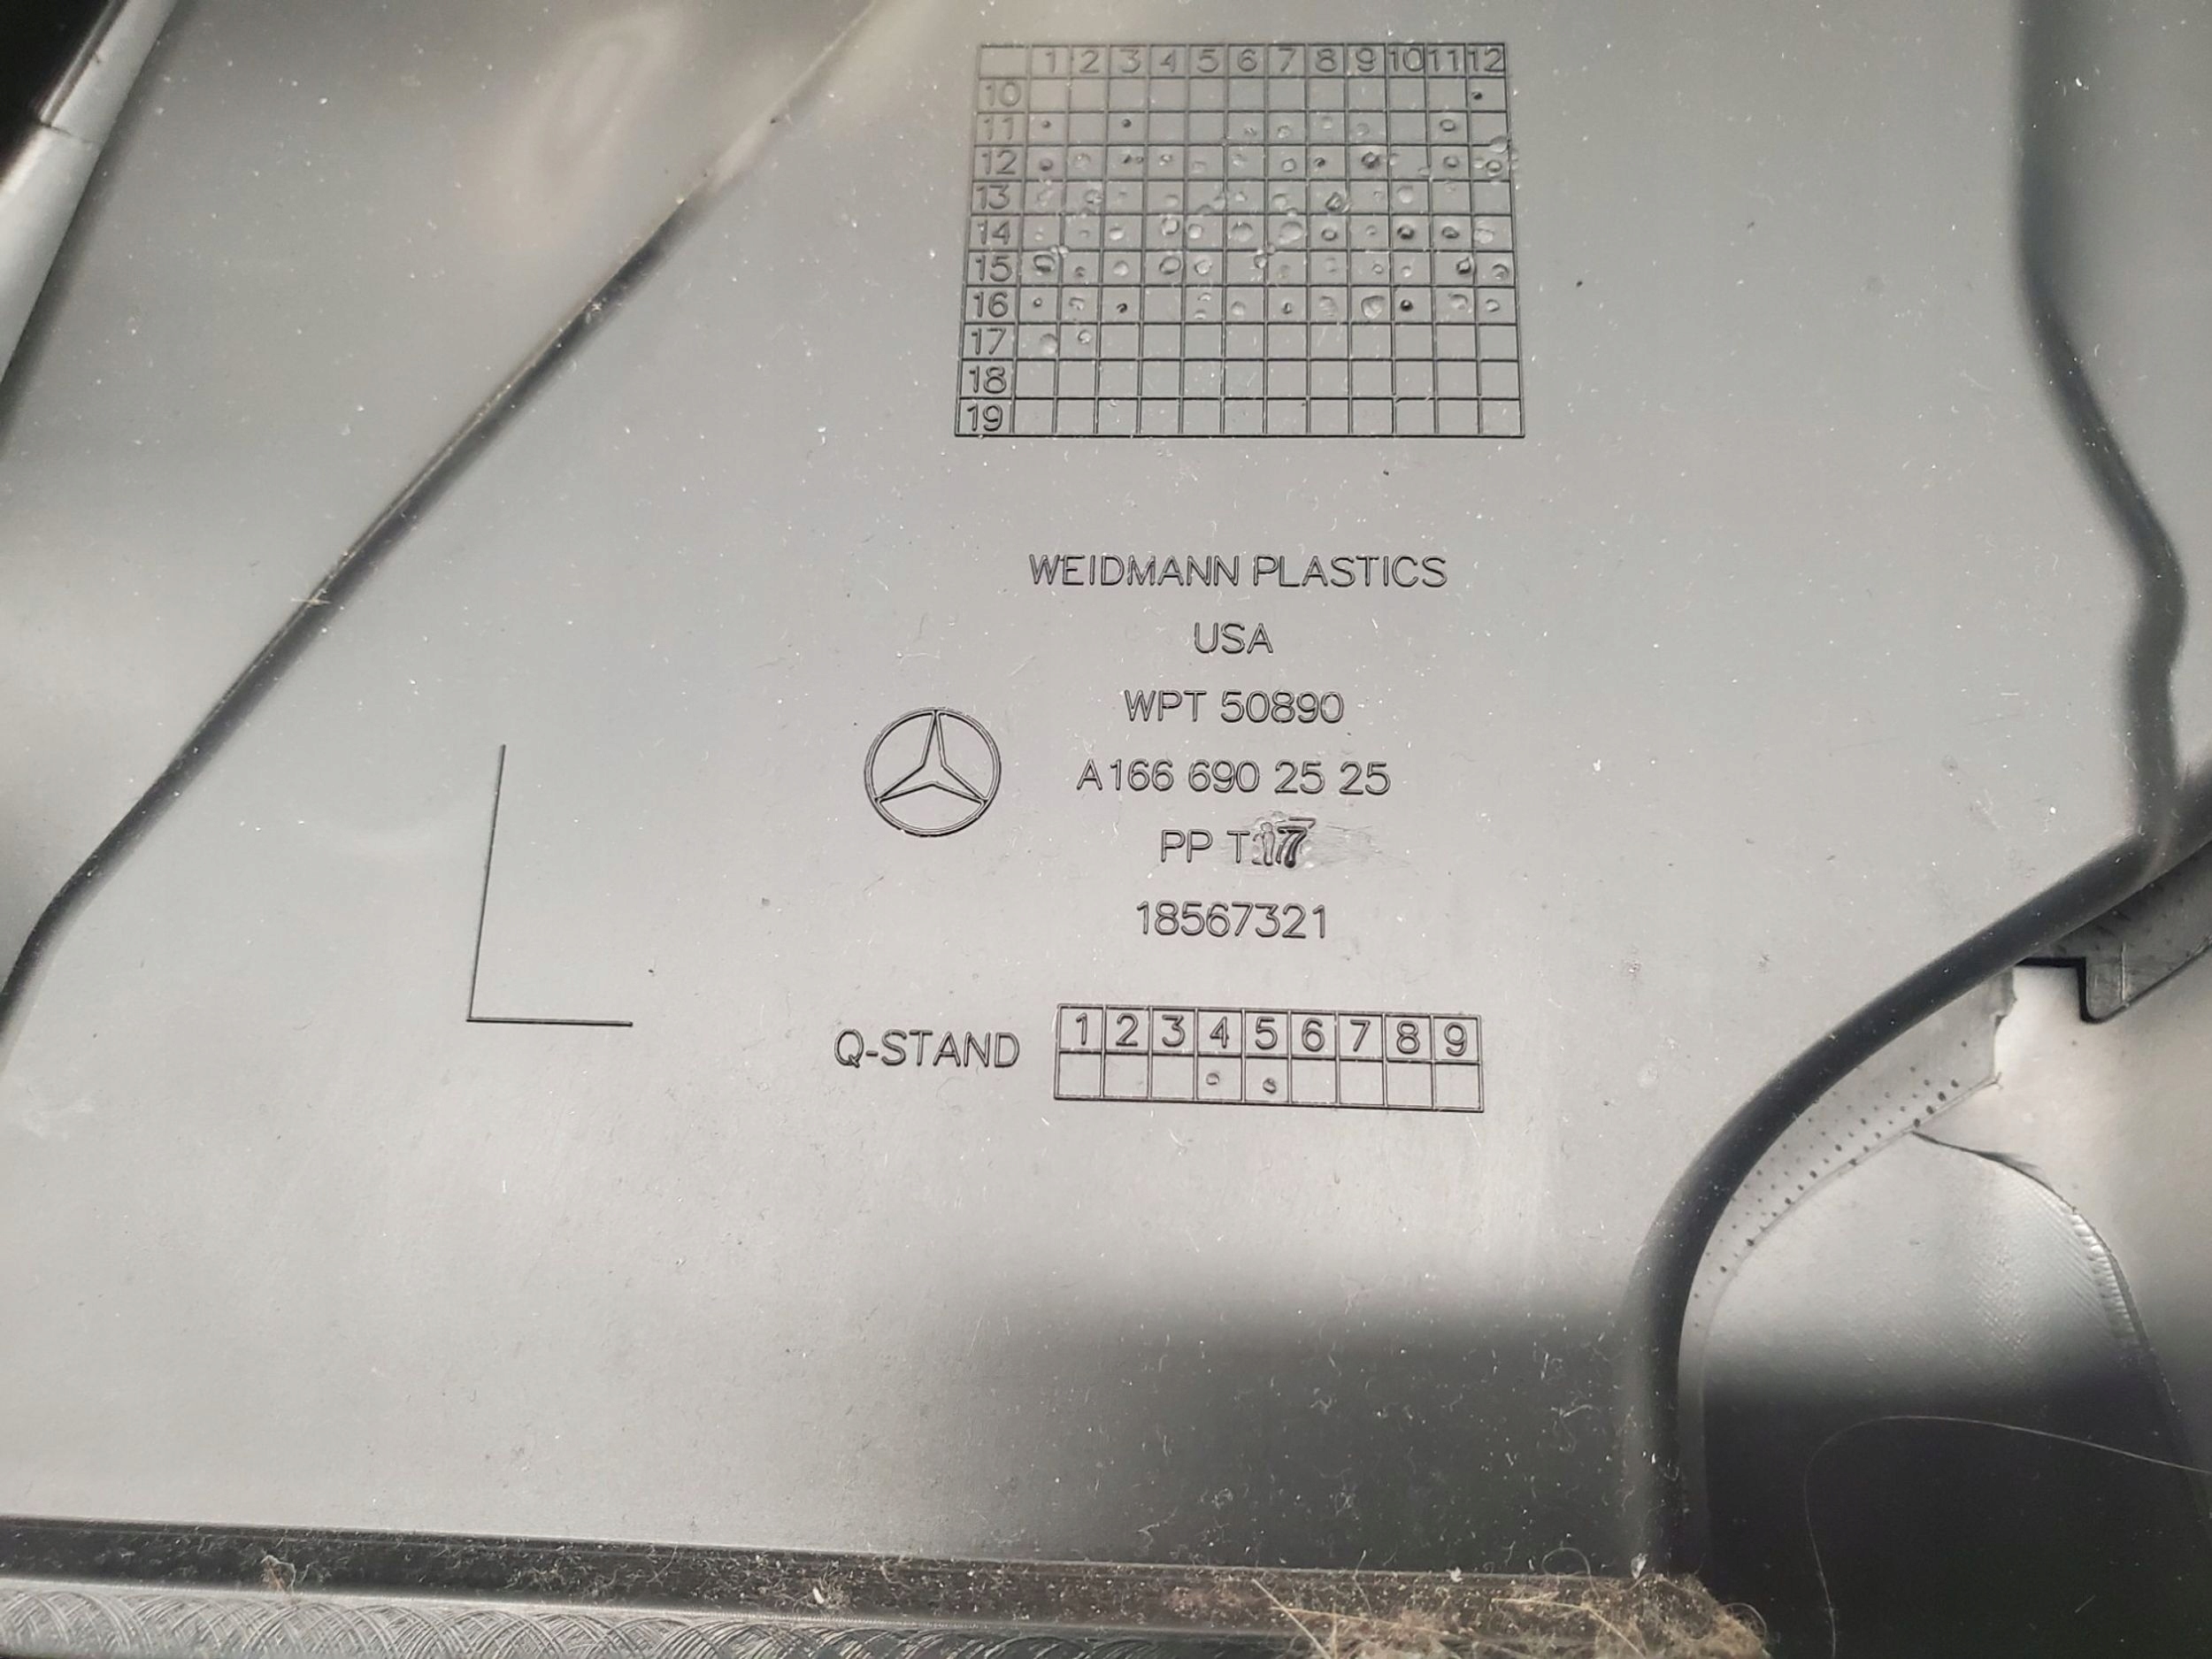 1 2 3 4 5 6 7 8 9 10 11 12
10
11
12
13
14
15
16
17
18
19
WEIDMANN PLASTICS
USA
WPT 50890
A 166 690 25 25
PP T17
18567321
L
Q-STAND 1 2 3 4 5 6 7 8 9